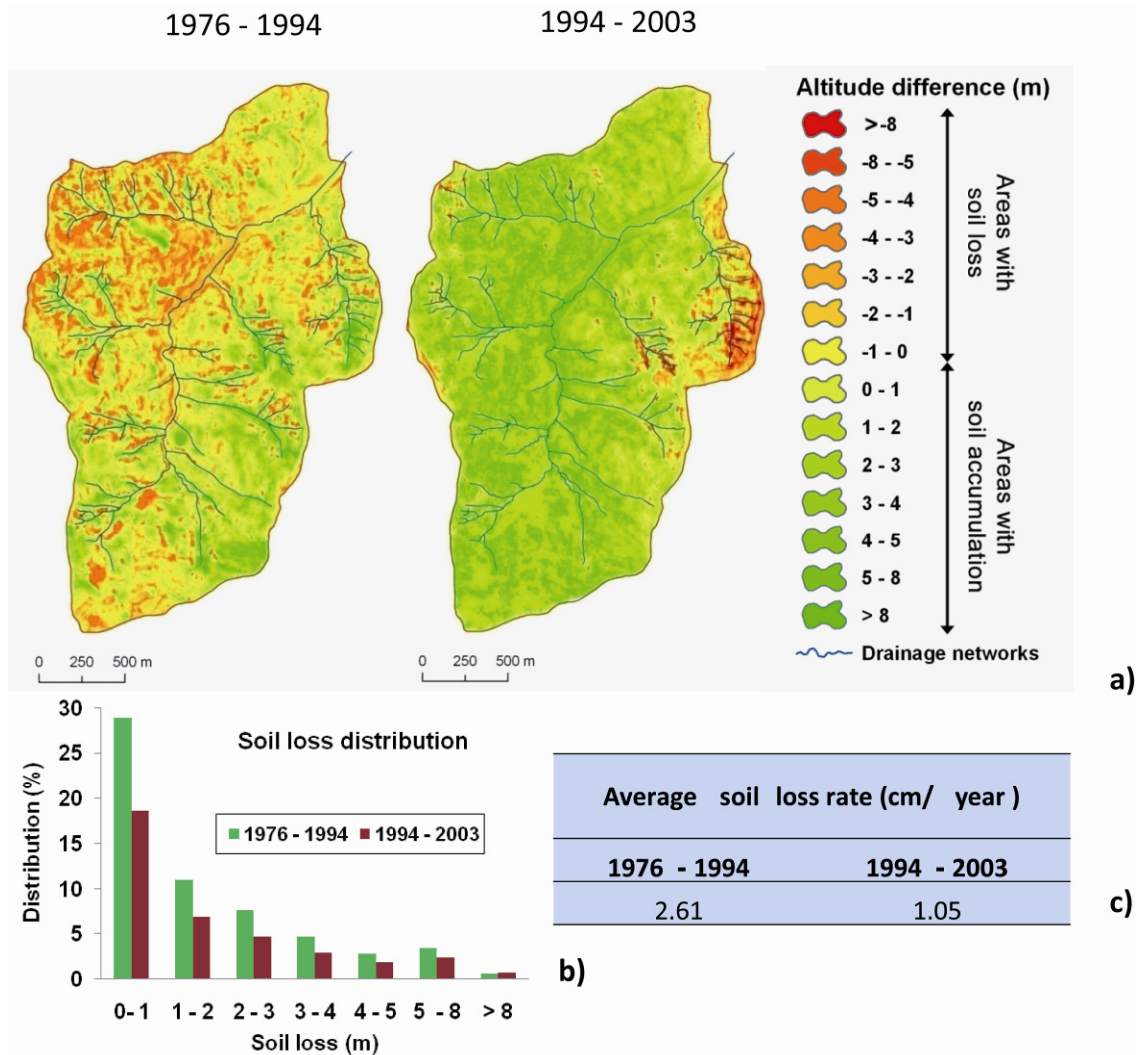 1976 - 1994
1994 - 2003
Altitude difference (m)
>-8
-8 - -5
-5 - -4
-4 - -3
-3 - -2
-2 - -1
-1 - 0
0 - 1
1 - 2
2 - 3
3 - 4
4 - 5
5 - 8
> 8
Drainage networks
Areas with
soil loss
Areas with
soil accumulation
0 250 500 m
0 250 500 m
a)
Soil loss distribution
Distribution (%)
30
25
20
15
10
5
0
1976 - 1994 1994 - 2003
0- 1 1 - 2 2 - 3 3 - 4 4 - 5 5 - 8 > 8
Soil loss (m)
b)
Average soil loss rate (cm/ year )
1976 - 1994 1994 - 2003
2.61 1.05
c)